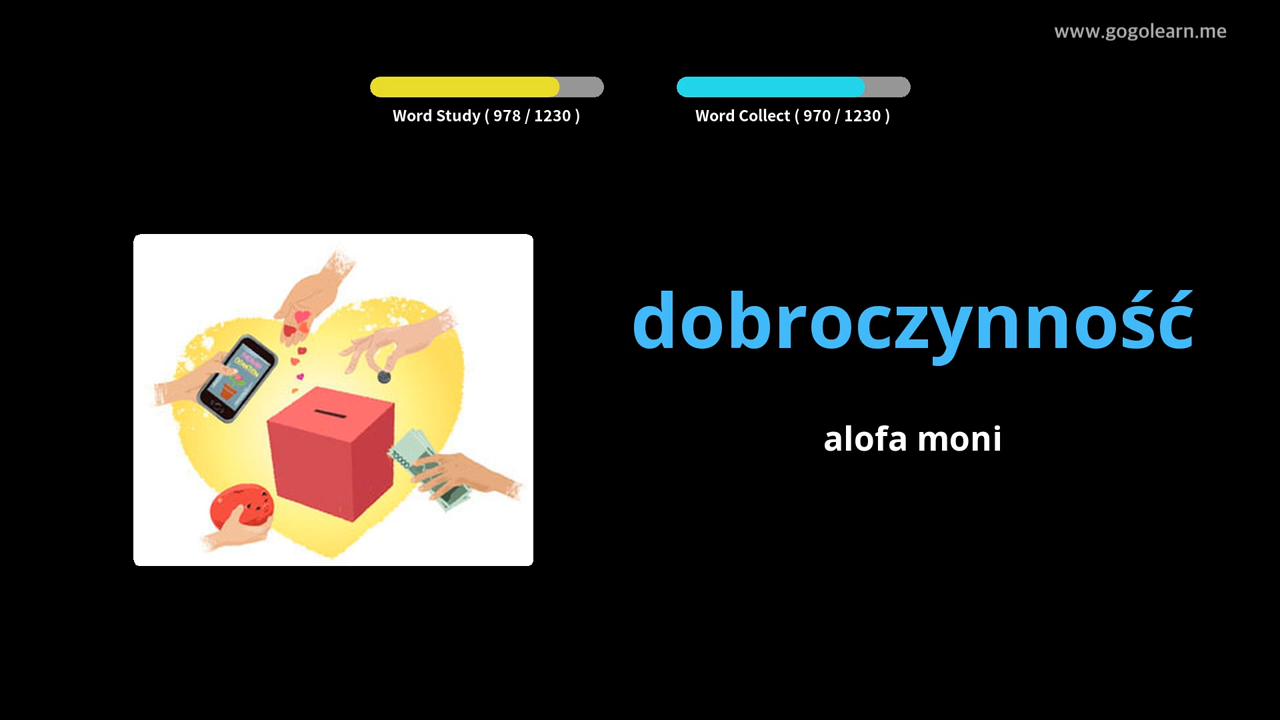 www.gogolearn.me
Word Study ( 978 / 1230 )
Word Collect ( 970 / 1230 )
dobroczynność
alofa moni